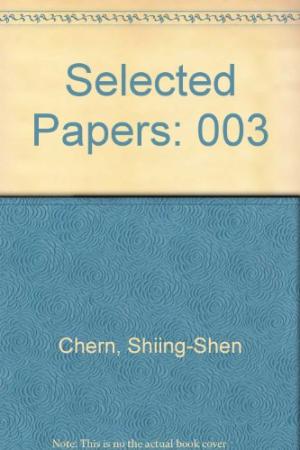 Selected
Papers: 003
Chern, Shiing-Shen
Note: This is no the actual book cover